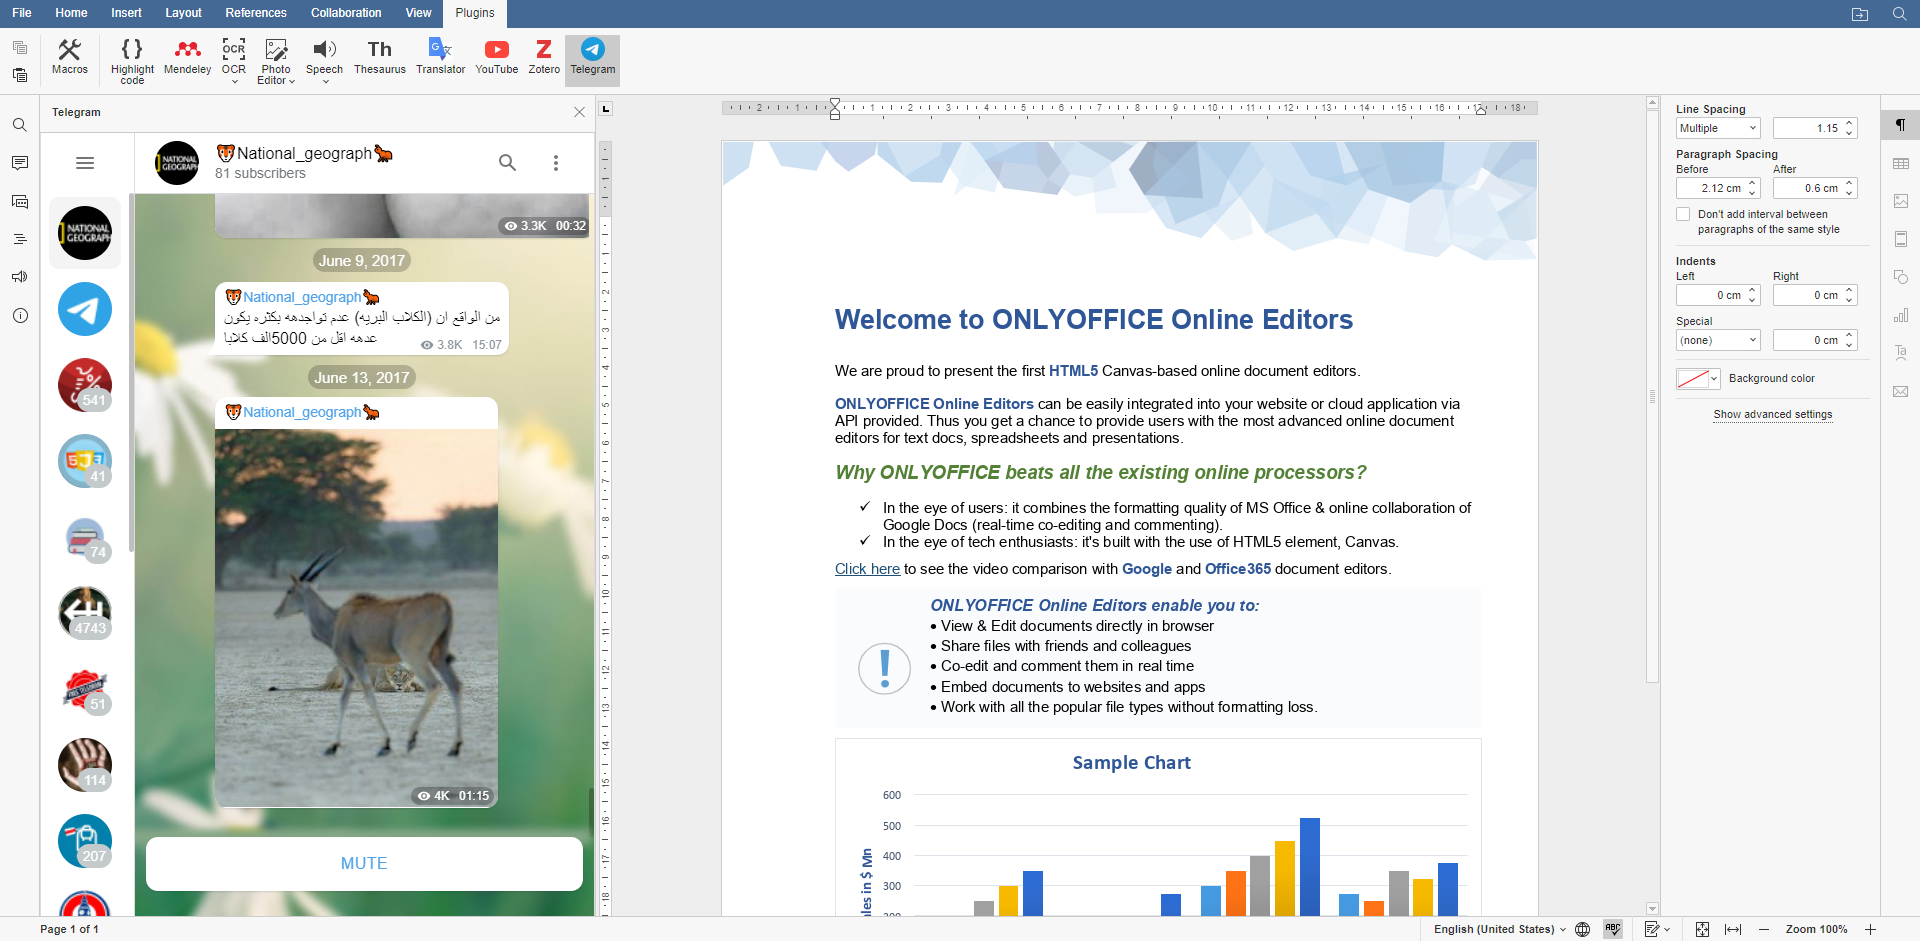 File Home Insert Layout References Collaboration View Plugins
Macros
Highlight code
Mendeley
OCR
Photo Editor
Speech
Thesaurus
Translator
YouTube
Zotero
Telegram
Telegram
National_geograph
81 subscribers
NATIONAL
GEOGRAPH
3.3K 00:32
June 9, 2017
National_geograph
من الواقع ان (الكلاب البريه) عدم تواجدهه بكثره يكون
عدهه اقل من 5000الف كلابا
3.8K 15:07
June 13, 2017
National_geograph
4K 01:15
MUTE
NATIONAL
GEOGRAPH
541
41
74
4743
51
114
207
Welcome to ONLYOFFICE Online Editors
We are proud to present the first HTML5 Canvas-based online document editors.
ONLYOFFICE Online Editors can be easily integrated into your website or cloud application via
API provided. Thus you get a chance to provide users with the most advanced online document
editors for text docs, spreadsheets and presentations.
Why ONLYOFFICE beats all the existing online processors?
✓ In the eye of users: it combines the formatting quality of MS Office & online collaboration of
Google Docs (real-time co-editing and commenting).
✓ In the eye of tech enthusiasts: it's built with the use of HTML5 element, Canvas.
Click here to see the video comparison with Google and Office365 document editors.
ONLYOFFICE Online Editors enable you to:
• View & Edit documents directly in browser
• Share files with friends and colleagues
• Co-edit and comment them in real time
• Embed documents to websites and apps
• Work with all the popular file types without formatting loss.
Sample Chart
600
500
400
300
in $ Mn
Line Spacing
Multiple 1.15
Paragraph Spacing
Before After
2.12 cm 0.6 cm
Don't add interval between
paragraphs of the same style
Indents
Left Right
0 cm 0 cm
Special
(none) 0 cm
Background color
Show advanced settings
Page 1 of 1
English (United States)
Zoom 100%